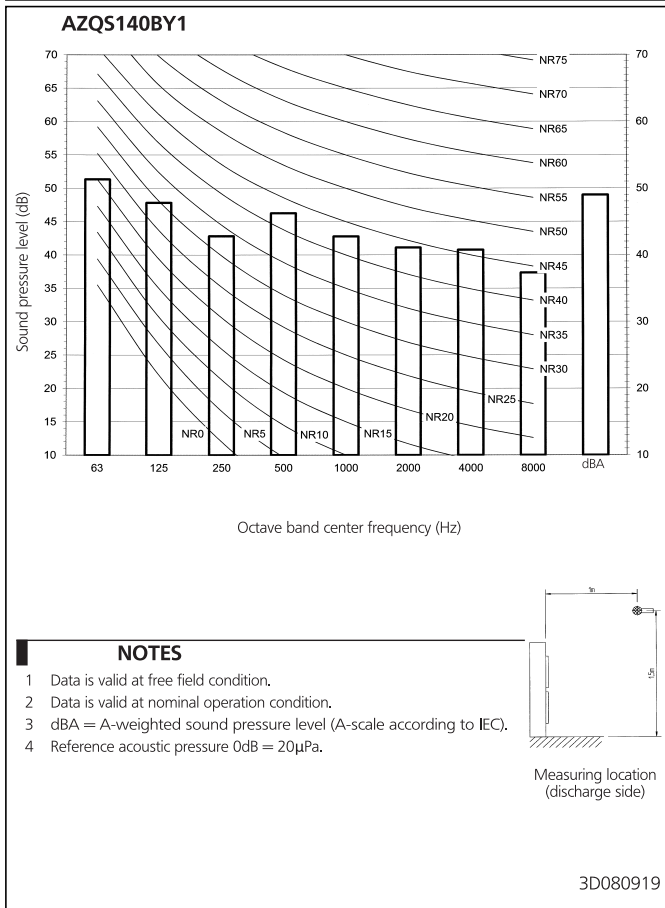 AZQS140BY1
Sound pressure level (dB)
70
65
60
55
50
45
40
35
30
25
20
15
10
70
60
50
40
30
20
10
NR75
NR70
NR65
NR60
NR55
NR50
NR45
NR40
NR35
NR30
NR25
NR20
NR0 NR5 NR10 NR15
63 125 250 500 1000 2000 4000 8000 dBA
Octave band center frequency (Hz)
NOTES
1 Data is valid at free field condition.
2 Data is valid at nominal operation condition.
3 dBA = A-weighted sound pressure level (A-scale according to IEC).
4 Reference acoustic pressure 0dB = 20μPa.
1m
1,5m
Measuring location
(discharge side)
3D080919